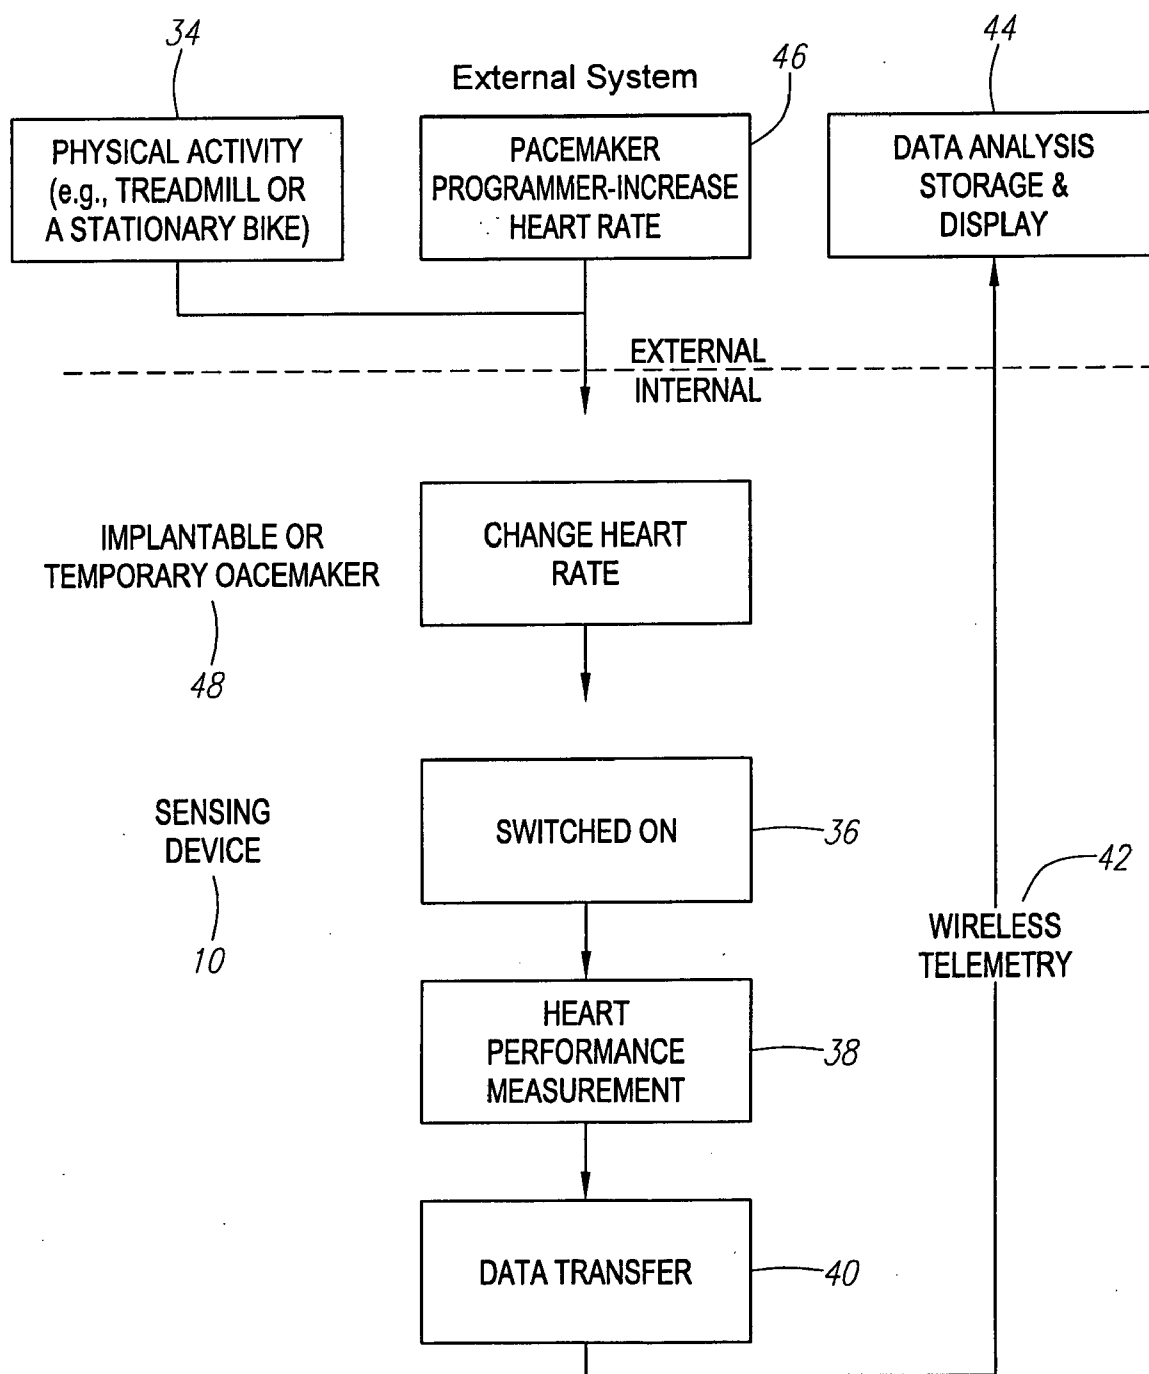 34
External System
46
44
PHYSICAL ACTIVITY
(e.g., TREADMILL OR
A STATIONARY BIKE)
PACEMAKER
PROGRAMMER-INCREASE
HEART RATE
DATA ANALYSIS
STORAGE &
DISPLAY
EXTERNAL
INTERNAL
IMPLANTABLE OR
TEMPORARY OACEMAKER
48
CHANGE HEART
RATE
SENSING
DEVICE
10
SWITCHED ON
36
42
WIRELESS
TELEMETRY
HEART
PERFORMANCE
MEASUREMENT
38
DATA TRANSFER
40